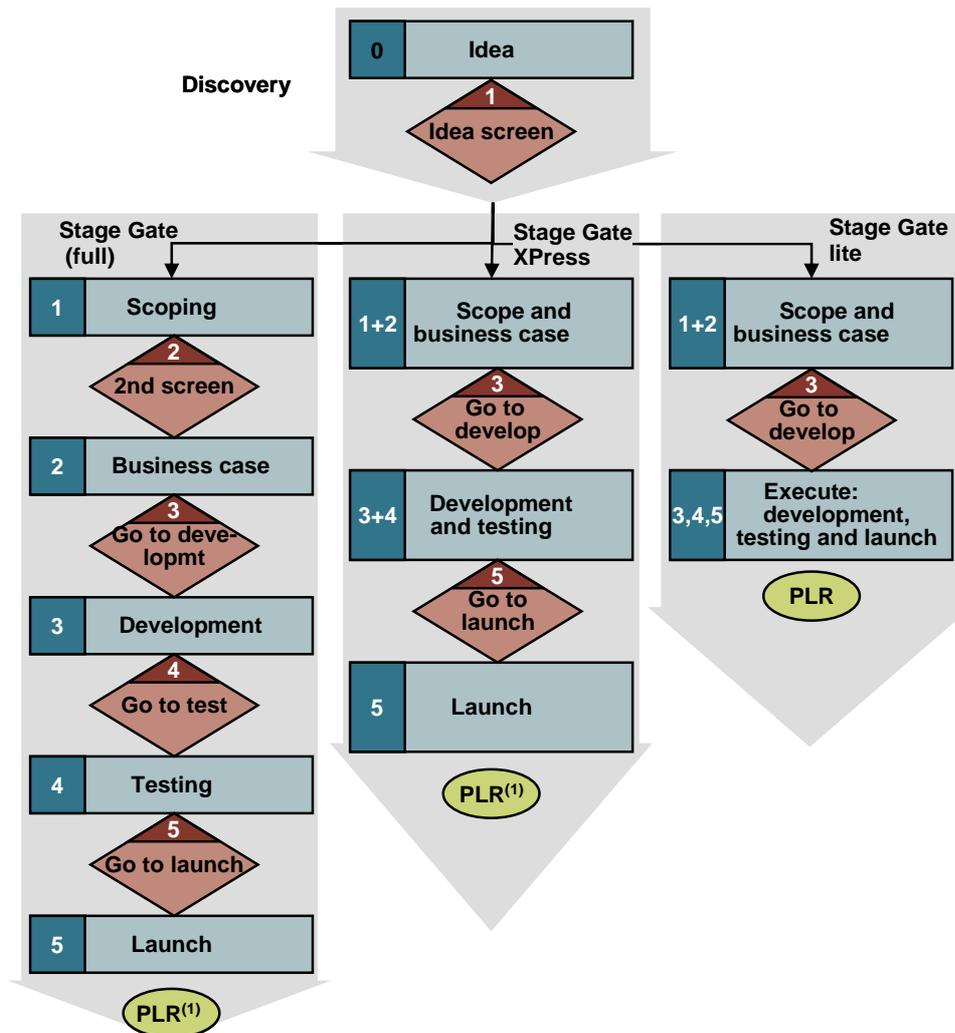 0
Idea
Discovery
1
Idea screen
Stage Gate
(full)
1
Scoping
2
2nd screen
2
Business case
3
Go to deve-
lopmt
3
Development
4
Go to test
4
Testing
5
Go to launch
5
Launch
PLR(1)
Stage Gate
XPress
1+2
Scope and
business case
3
Go to
develop
3+4
Development
and testing
5
Go to
launch
5
Launch
PLR(1)
Stage Gate
lite
1+2
Scope and
business case
3
Go to
develop
3,4,5
Execute:
development,
testing and launch
PLR